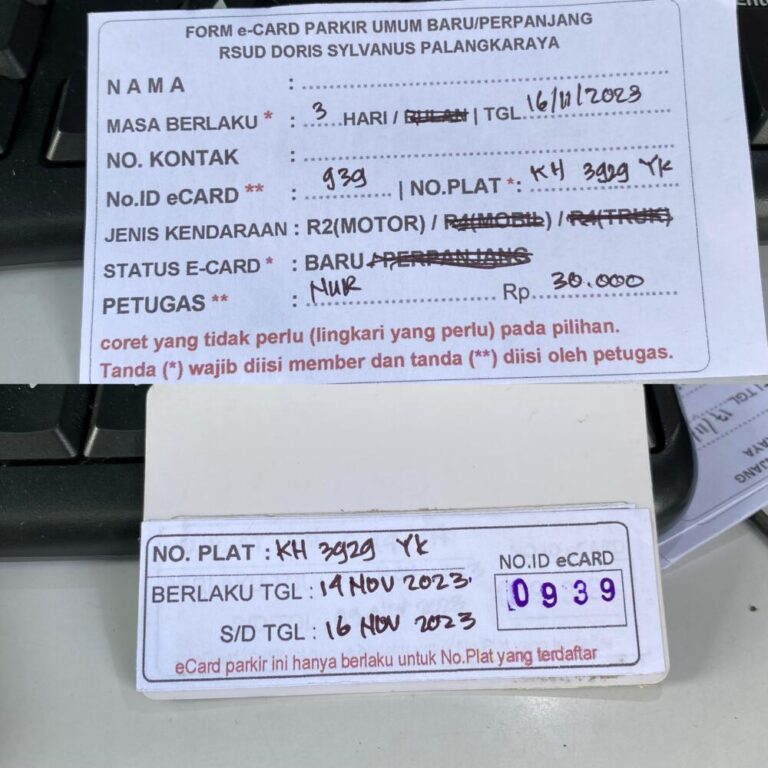 FORM e-CARD PARKIR UMUM BARU/PERPANJANG
RSUD DORIS SYLVANUS PALANGKARAYA
NAMA :
MASA BERLAKU * : 3 HARI / BULAN | TGL 16/11/2023
NO. KONTAK :
No.ID eCARD ** : 939 | NO.PLAT *: KH 3929 YK
JENIS KENDARAAN : R2(MOTOR) / R4(MOBIL) / R4(TRUK)
STATUS E-CARD * : BARU / PERPANJANG
PETUGAS ** : NUR Rp. 30.000
coret yang tidak perlu (lingkari yang perlu) pada pilihan.
Tanda (*) wajib diisi member dan tanda (**) diisi oleh petugas.
NO. PLAT : KH 3929 YK
NO.ID eCARD
BERLAKU TGL : 14 NOV 2023.
0939
S/D TGL : 16 NOV 2023
eCard parkir ini hanya berlaku untuk No.Plat yang terdaftar